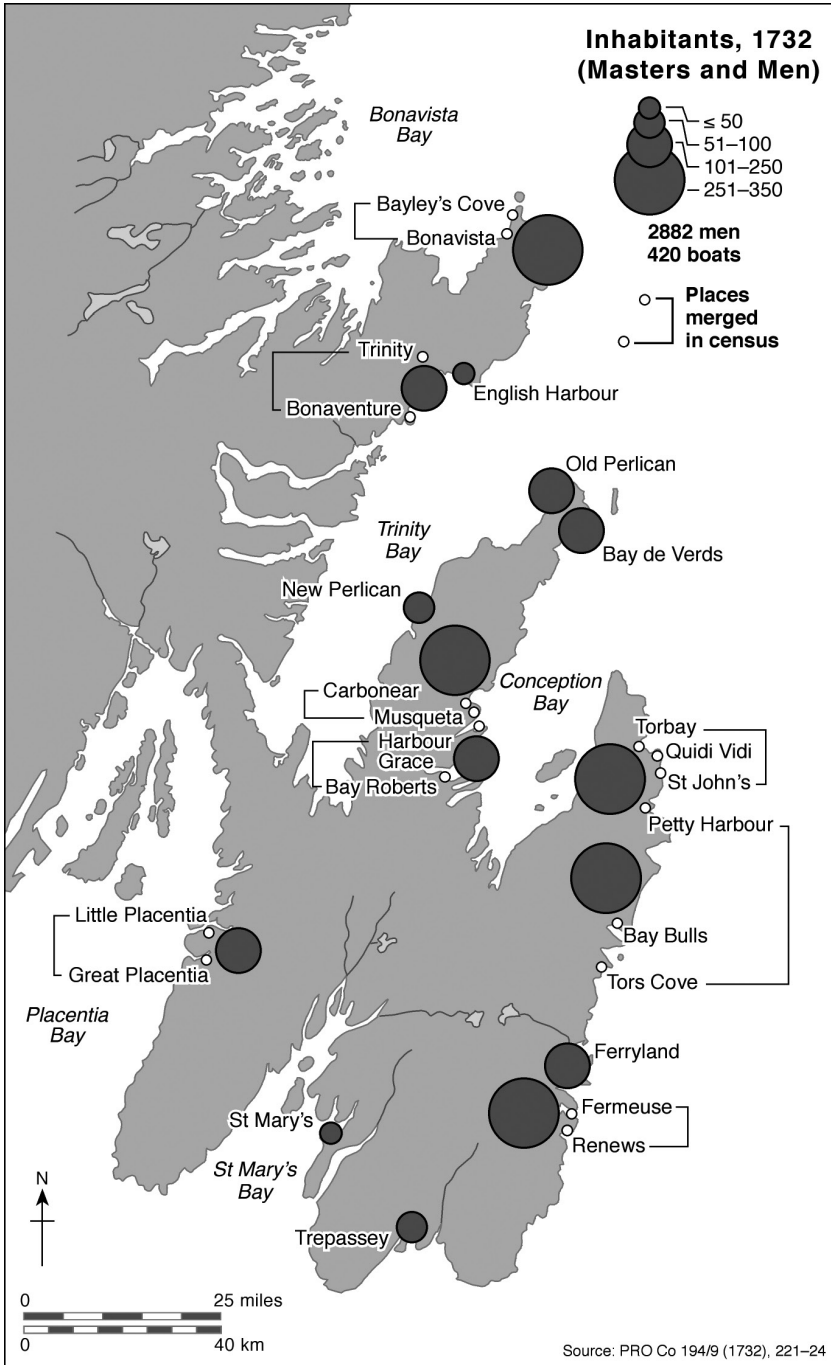 Inhabitants, 1732
(Masters and Men)
≤ 50
51–100
101–250
251–350
2882 men
420 boats
Places
merged
in census
Bonavista
Bay
Bayley's Cove
Bonavista
Trinity
English Harbour
Bonaventure
Old Perlican
Trinity
Bay
Bay de Verds
New Perlican
Conception
Bay
Carbonear
Musqueta
Harbour
Grace
Bay Roberts
Torbay
Quidi Vidi
St John's
Petty Harbour
Bay Bulls
Tors Cove
Little Placentia
Great Placentia
Placentia
Bay
Ferryland
Fermeuse
Renews
St Mary's
St Mary's
Bay
Trepassey
N
0 25 miles
0 40 km
Source: PRO Co 194/9 (1732), 221–24